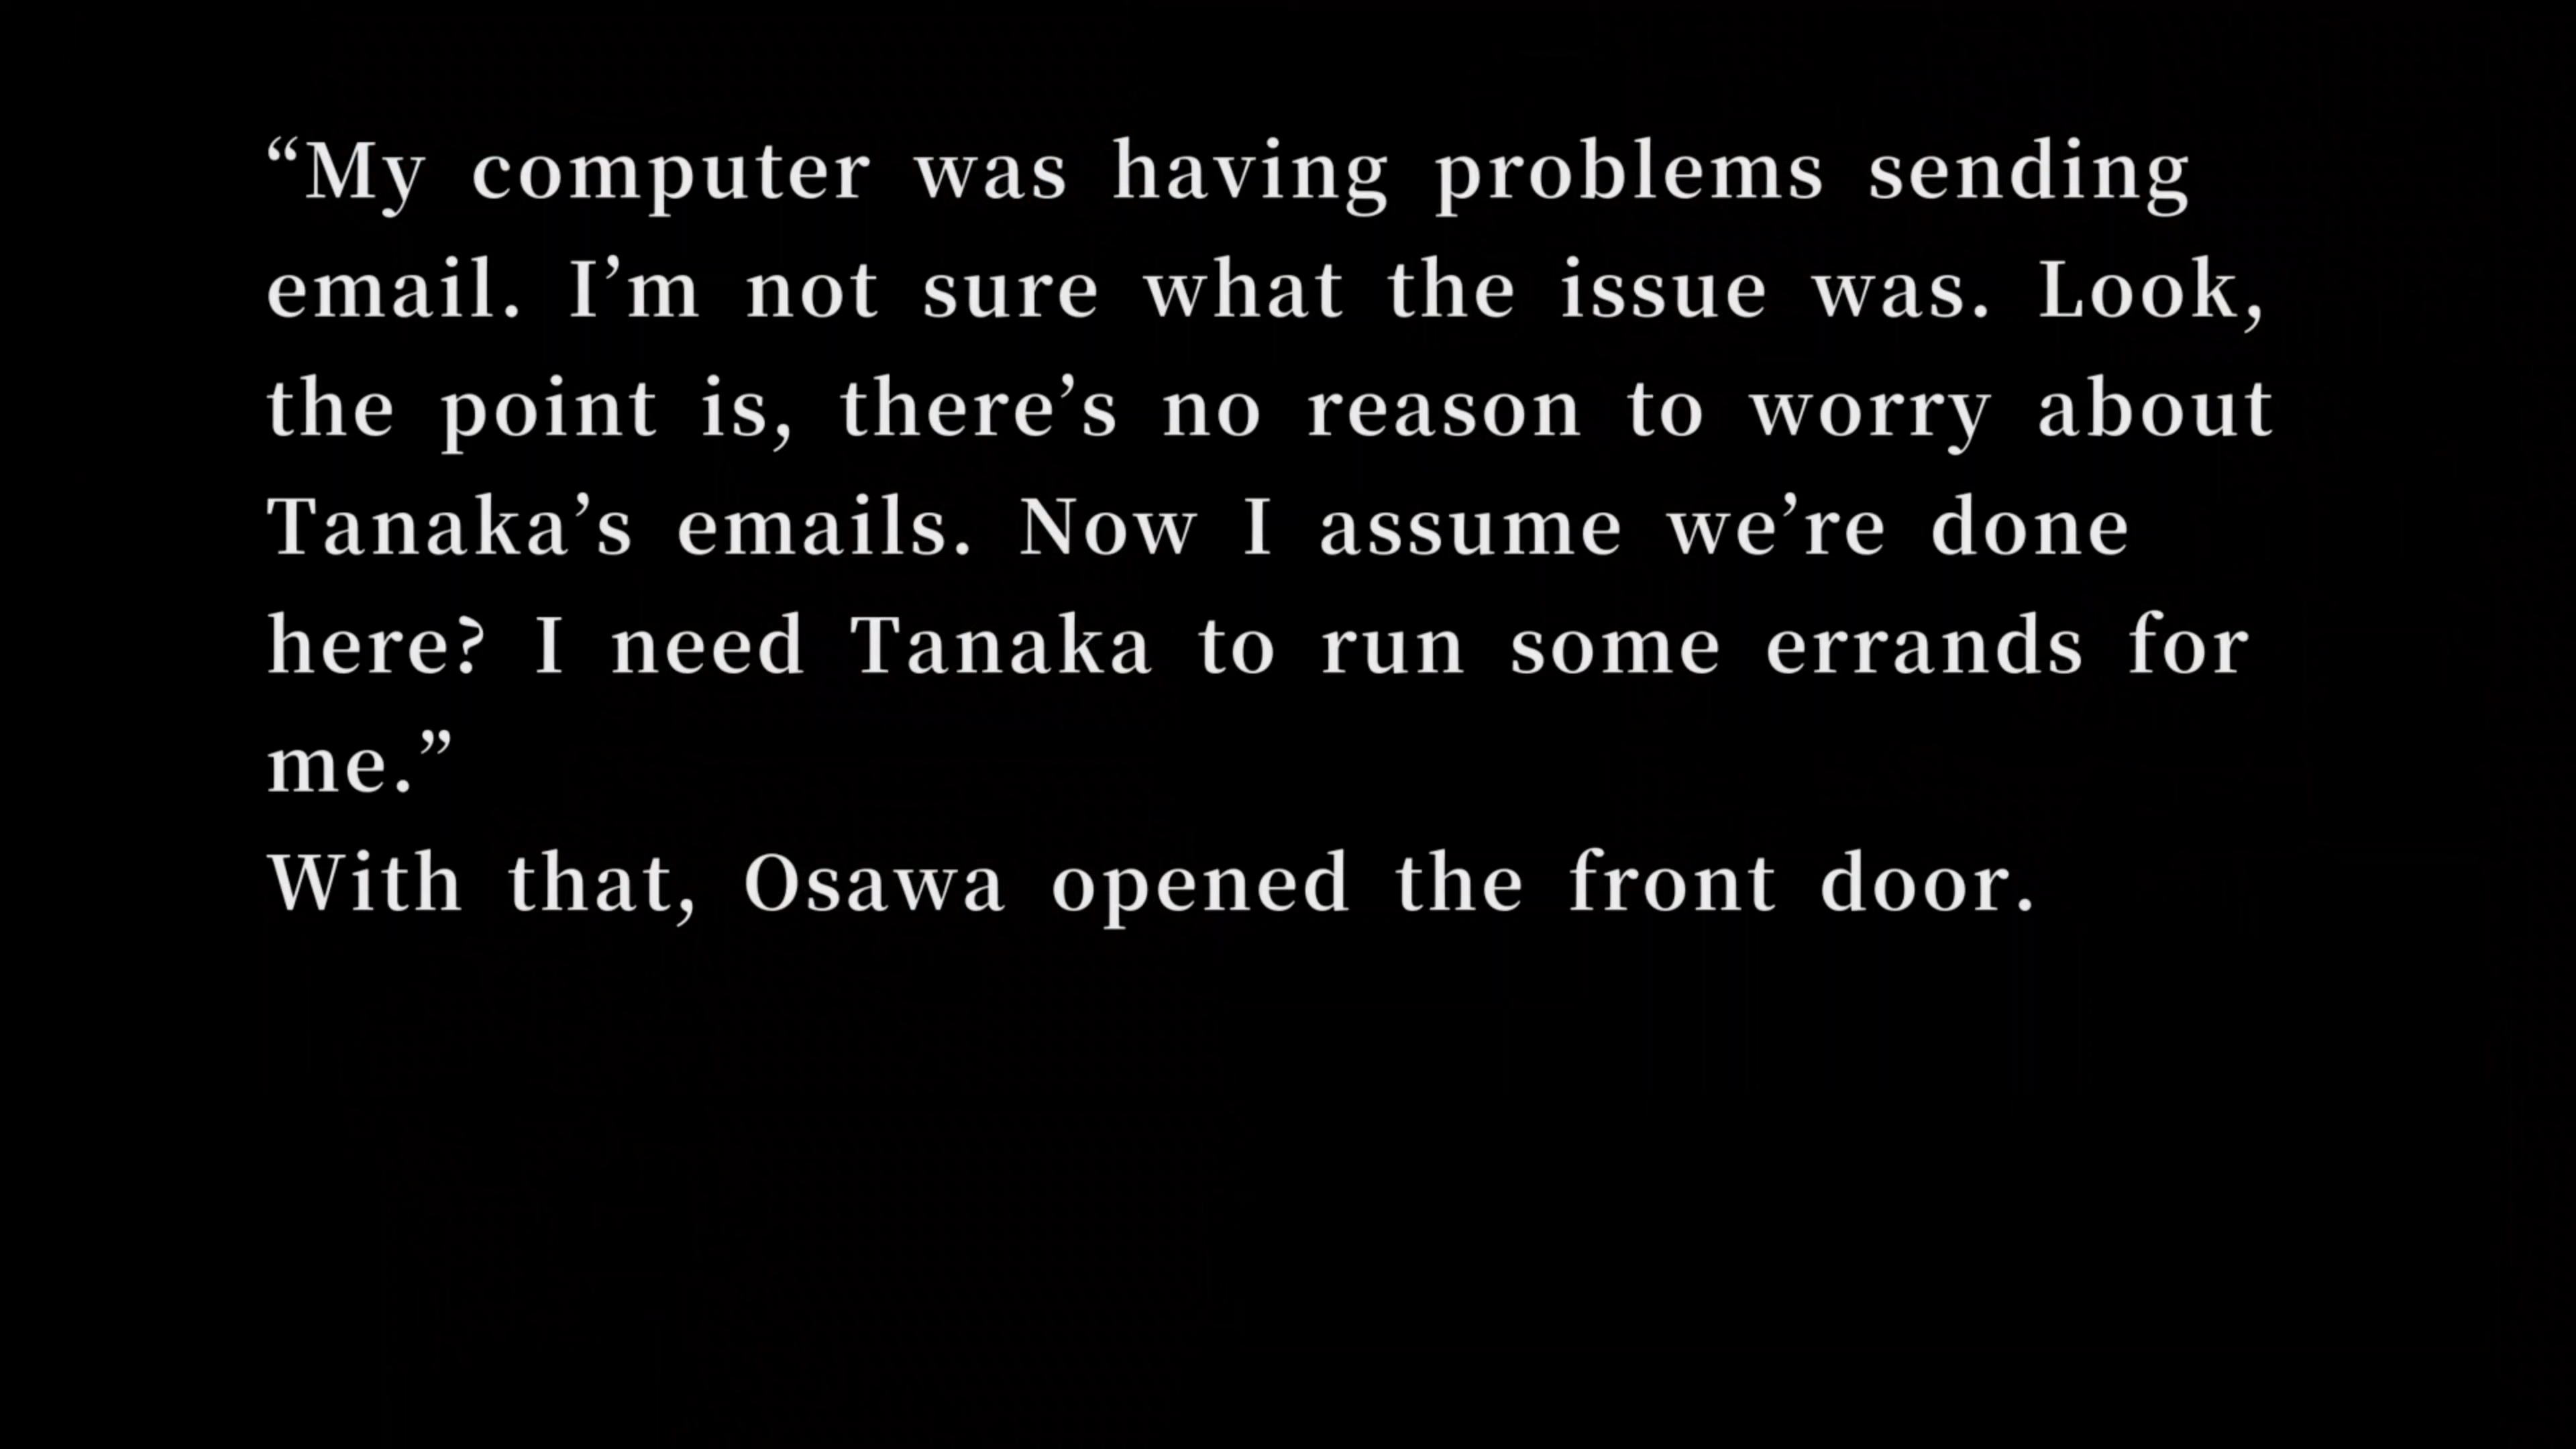 “My computer was having problems sending
email. I’m not sure what the issue was. Look,
the point is, there’s no reason to worry about
Tanaka’s emails. Now I assume we’re done
here? I need Tanaka to run some errands for
me.”
With that, Osawa opened the front door.